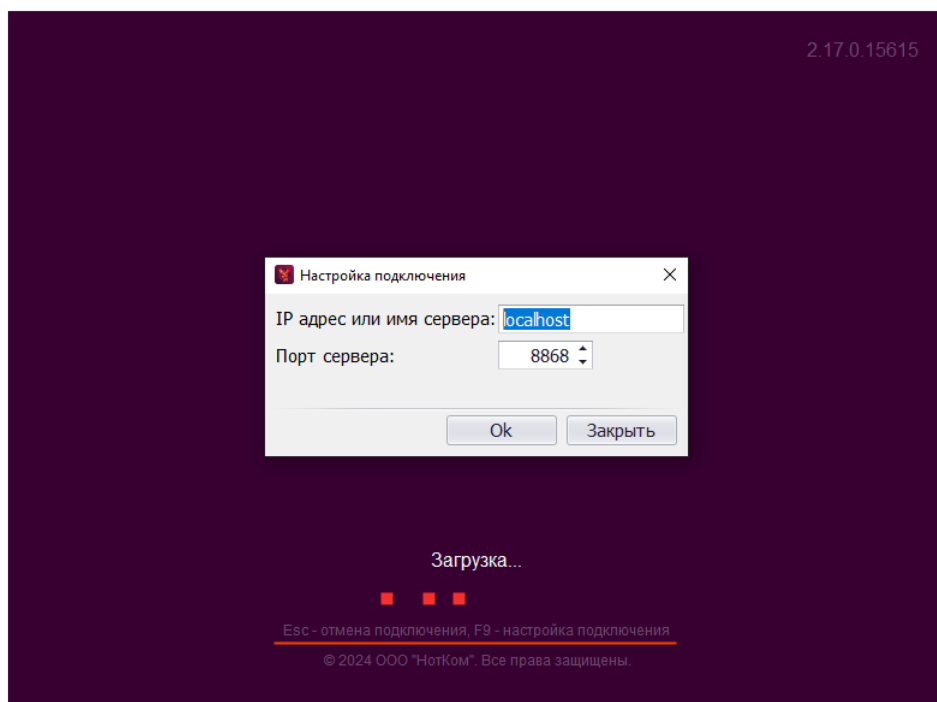 2.17.0.15615
Настройка подключения
IP адрес или имя сервера: localhost
Порт сервера: 8868
Ok Закрыть
Загрузка...
Esc - отмена подключения, F9 - настройка подключения
© 2024 ООО "НотКом". Все права защищены.